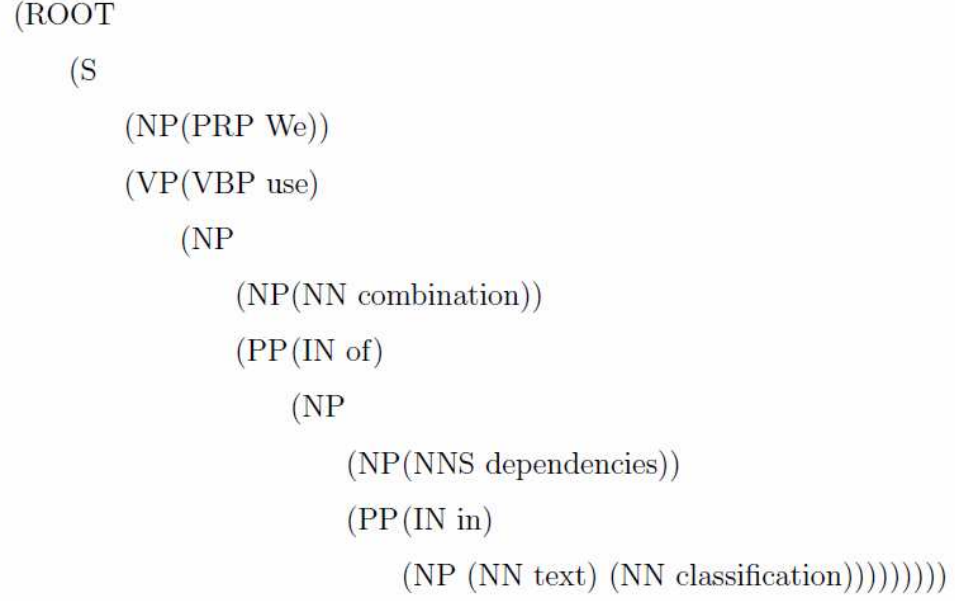 (ROOT
(S
(NP(PRP We))
(VP(VBP use)
(NP
(NP(NN combination))
(PP(IN of)
(NP
(NP(NNS dependencies))
(PP(IN in)
(NP (NN text) (NN classification)))))))))